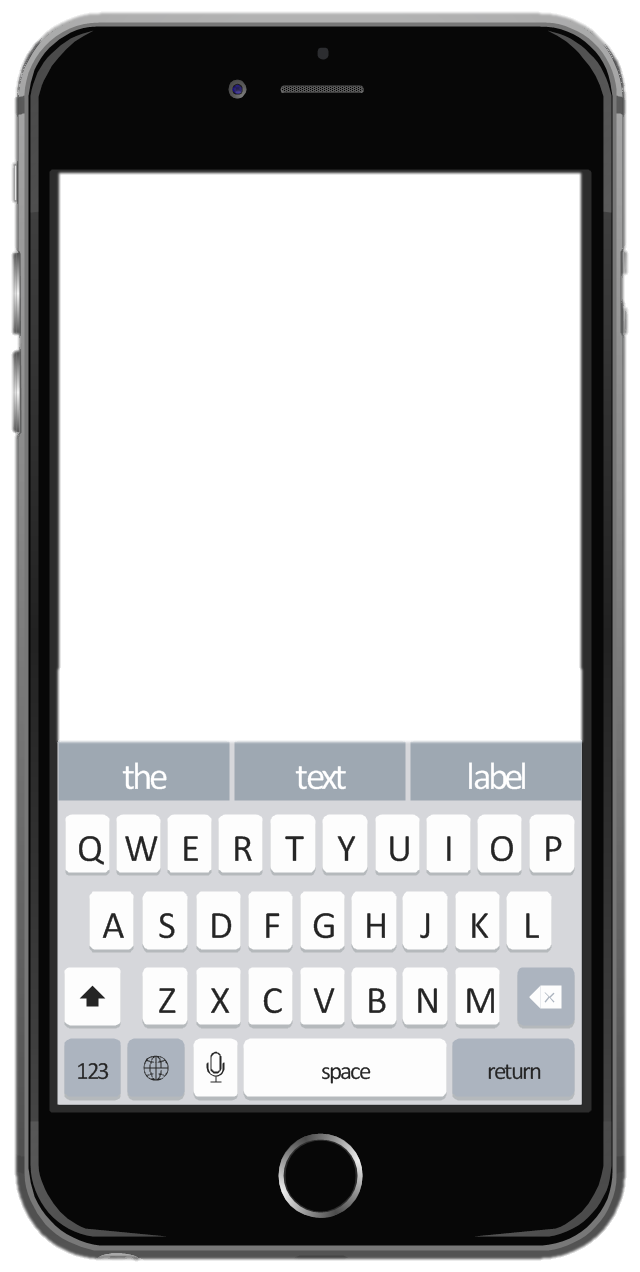 the text label
Q W E R T Y U I O P
A S D F G H J K L
Z X C V B N M
123 space return